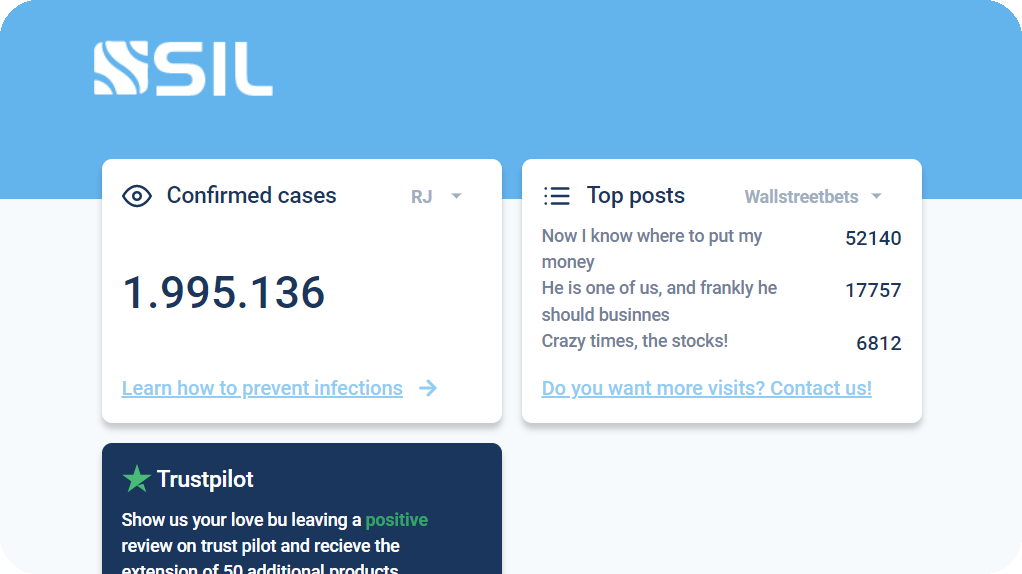 SIL
Confirmed cases
RJ
1.995.136
Learn how to prevent infections
Top posts
Wallstreetbets
Now I know where to put my
money
52140
He is one of us, and frankly he
should businnes
17757
Crazy times, the stocks!
6812
Do you want more visits? Contact us!
Trustpilot
Show us your love bu leaving a positive
review on trust pilot and recieve the
extension of 50 additional products